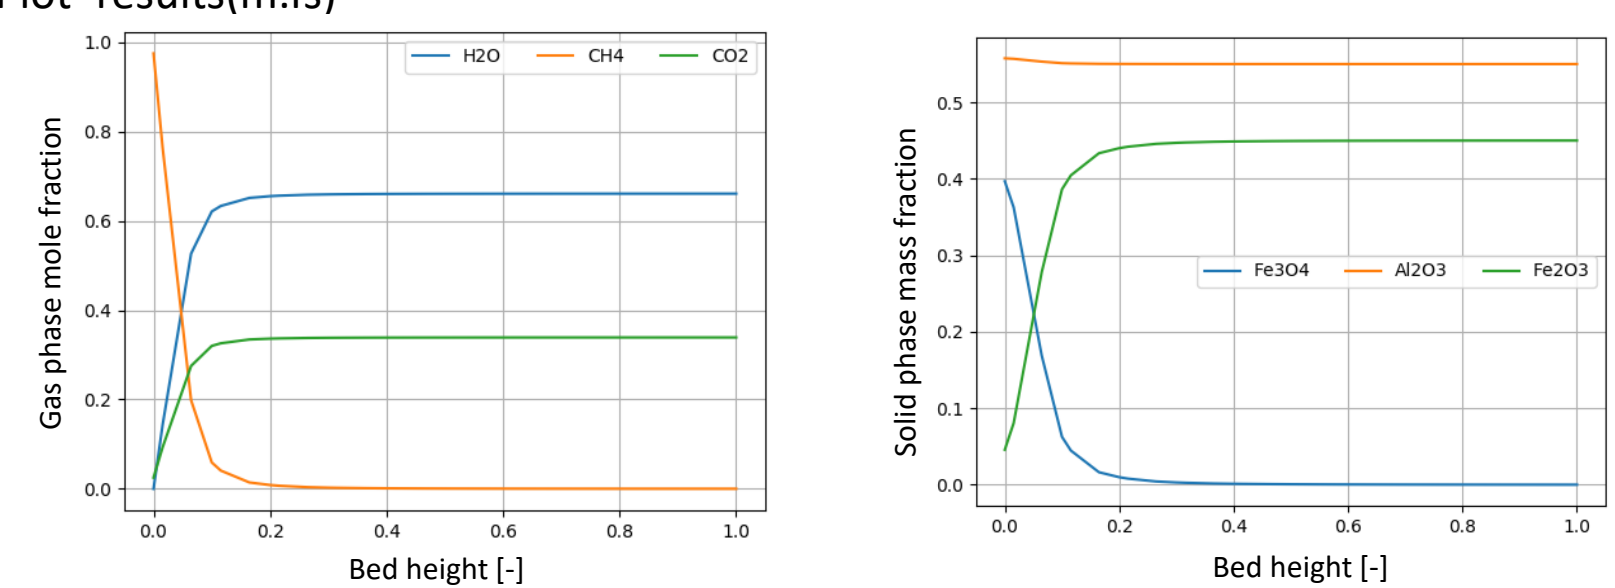 results(m.fs)
1.0
0.8
0.6
0.4
0.2
0.0
Gas phase mole fraction
H2O CH4 CO2
0.0 0.2 0.4 0.6 0.8 1.0
Bed height [-]
0.5
0.4
0.3
0.2
0.1
0.0
Solid phase mass fraction
Fe3O4 Al2O3 Fe2O3
0.0 0.2 0.4 0.6 0.8 1.0
Bed height [-]